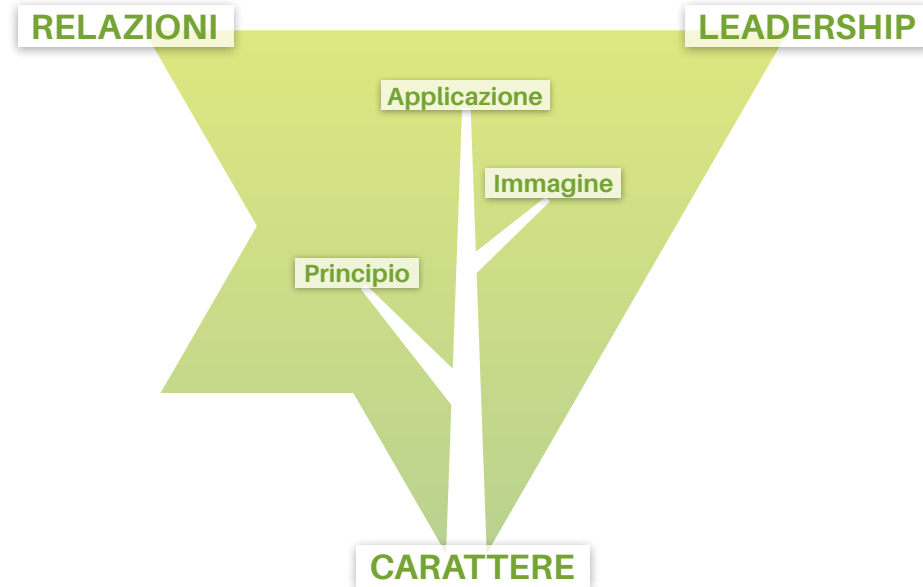 RELAZIONI
LEADERSHIP
Applicazione
Immagine
Principio
CARATTERE